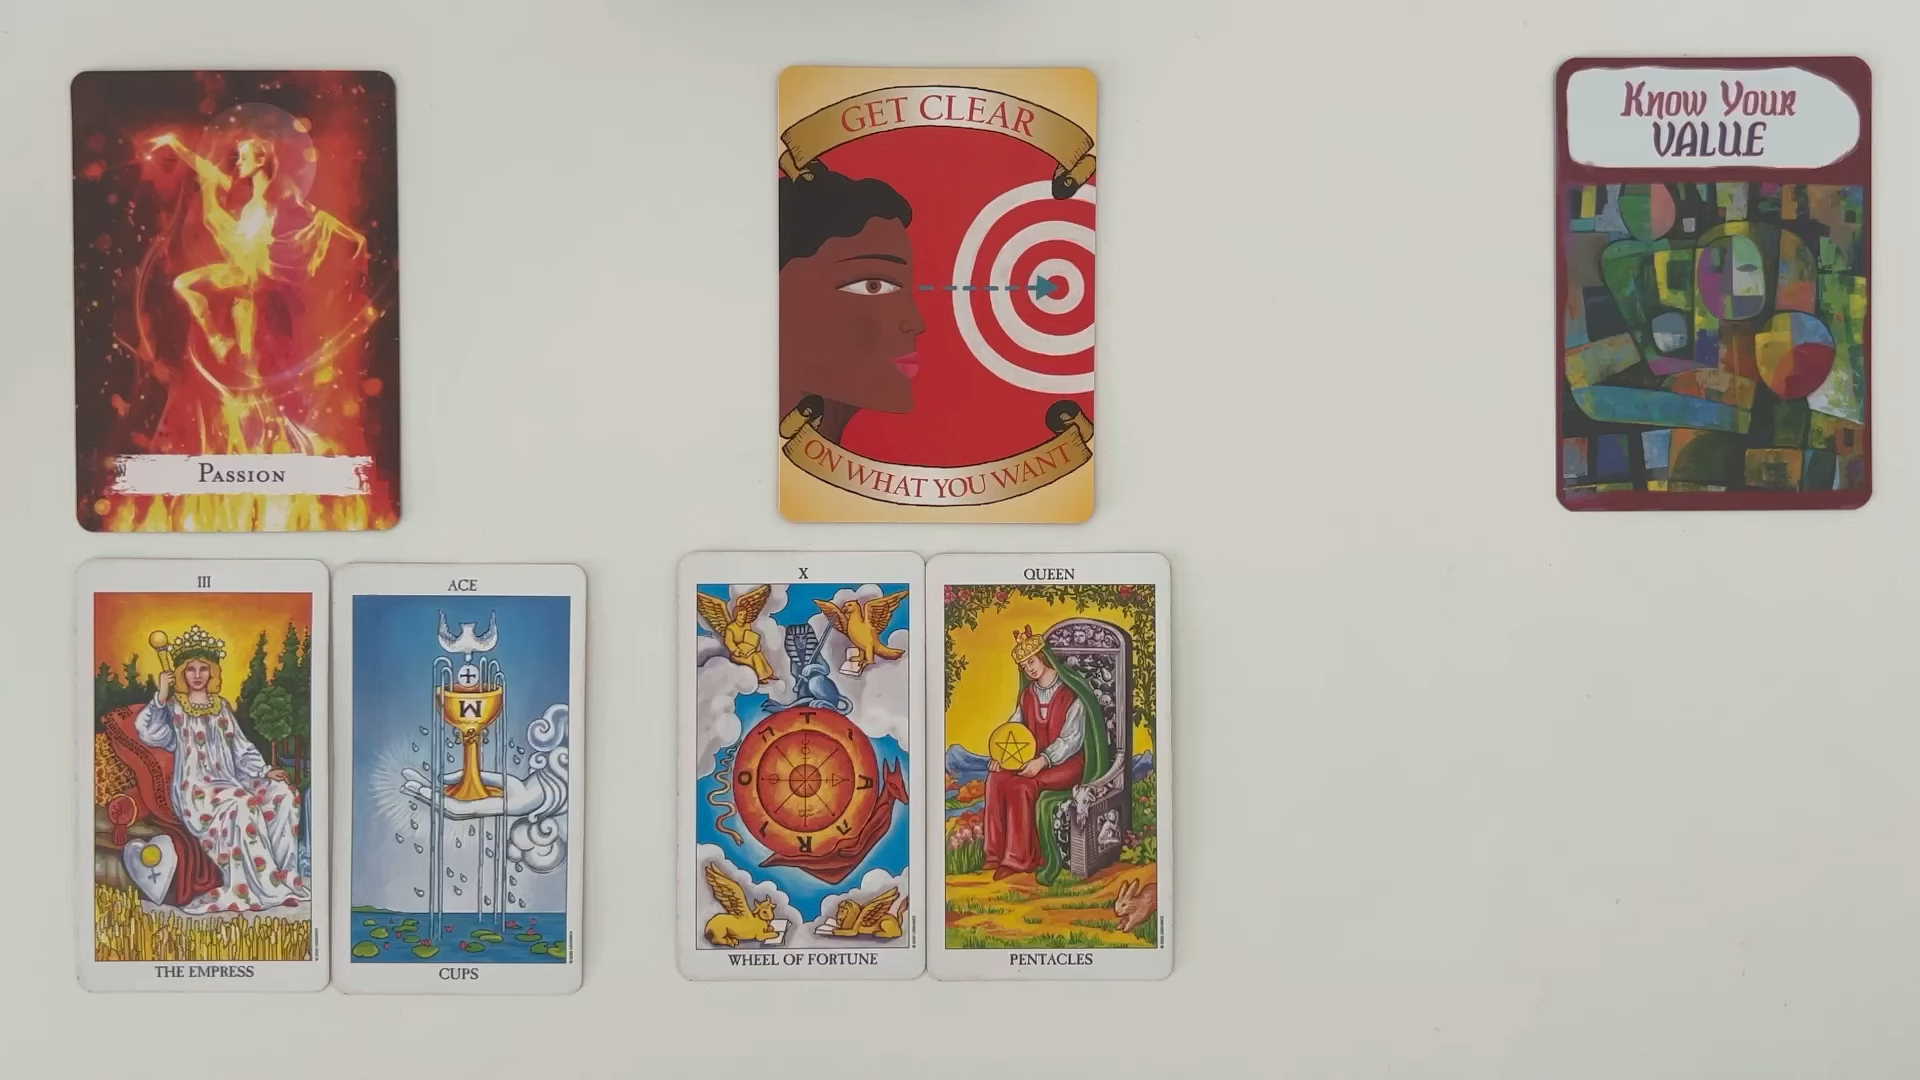 PASSION
GET CLEAR
ON WHAT YOU WANT
Know Your
VALUE
III
THE EMPRESS
ACE
CUPS
X
WHEEL OF FORTUNE
QUEEN
PENTACLES